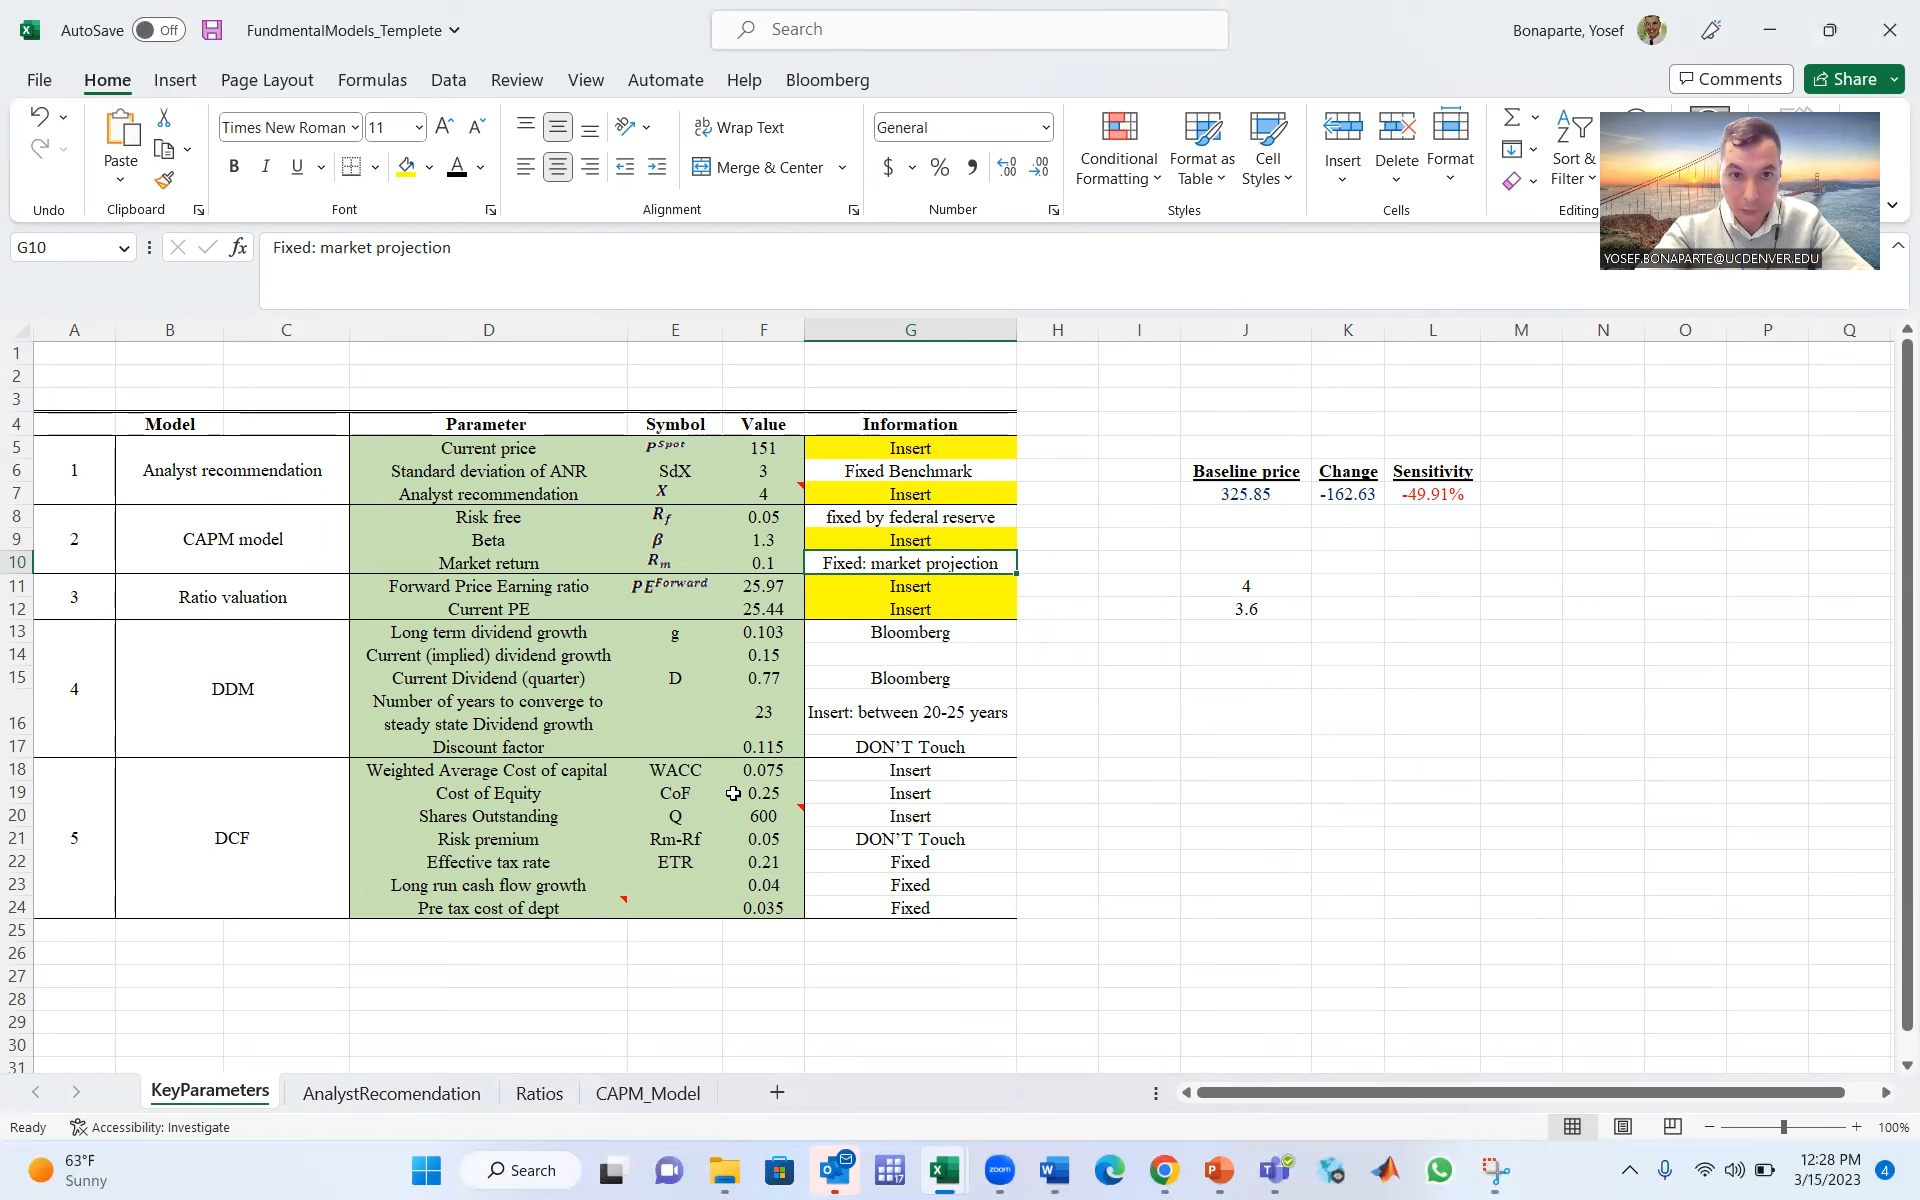 AutoSave Off FundmentalModels_Templete Search Bonaparte, Yosef
File Home Insert Page Layout Formulas Data Review View Automate Help Bloomberg Comments Share
Paste Times New Roman 11 Wrap Text General Conditional Formatting Format as Table Cell Styles Insert Delete Format Sort & Filter
B I U Merge & Center $ % 9
Undo Clipboard Font Alignment Number Styles Cells Editing
G10 fx Fixed: market projection
YOSEF.BONAPARTE@UCDENVER.EDU
A B C D E F G H I J K L M N O P Q
1
2
3
4 Model Parameter Symbol Value Information
5 Current price P^Spot 151 Insert
6 1 Analyst recommendation Standard deviation of ANR SdX 3 Fixed Benchmark Baseline price Change Sensitivity
7 Analyst recommendation X 4 Insert 325.85 -162.63 -49.91%
8 Risk free Rf 0.05 fixed by federal reserve
9 2 CAPM model Beta β 1.3 Insert
10 Market return Rm 0.1 Fixed: market projection
11 3 Ratio valuation Forward Price Earning ratio PE^Forward 25.97 Insert 4
12 Current PE 25.44 Insert 3.6
13 Long term dividend growth g 0.103 Bloomberg
14 Current (implied) dividend growth 0.15
15 4 DDM Current Dividend (quarter) D 0.77 Bloomberg
16 Number of years to converge to steady state Dividend growth 23 Insert: between 20-25 years
17 Discount factor 0.115 DON'T Touch
18 Weighted Average Cost of capital WACC 0.075 Insert
19 Cost of Equity CoF 0.25 Insert
20 Shares Outstanding Q 600 Insert
21 5 DCF Risk premium Rm-Rf 0.05 DON'T Touch
22 Effective tax rate ETR 0.21 Fixed
23 Long run cash flow growth 0.04 Fixed
24 Pre tax cost of dept 0.035 Fixed
25
26
27
28
29
30
31
KeyParameters AnalystRecomendation Ratios CAPM_Model
Ready Accessibility: Investigate 100%
63°F
Sunny
Search zoom 12:28 PM
3/15/2023 4